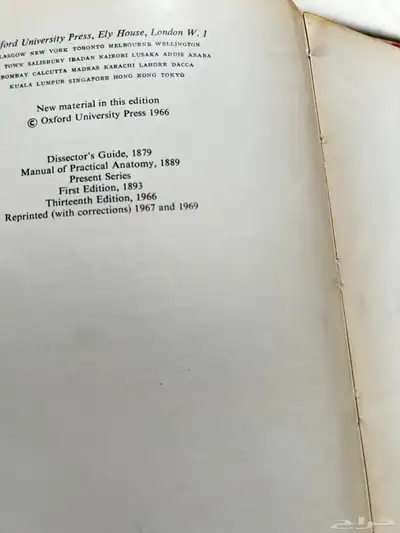 ford University Press, Ely House, London W. 1
LASGOW NEW YORK TORONTO MELBOURNE WELLINGTON
TOWN SALISBURY IBADAN NAIROBI LUSAKA ADDIS ABABA
BOMBAY CALCUTTA MADRAS KARACHI LAHORE DACCA
KUALA LUMPUR SINGAPORE HONG KONG TOKYO
New material in this edition
© Oxford University Press 1966
Dissector's Guide, 1879
Manual of Practical Anatomy, 1889
Present Series
First Edition, 1893
Thirteenth Edition, 1966
Reprinted (with corrections) 1967 and 1969
حراج